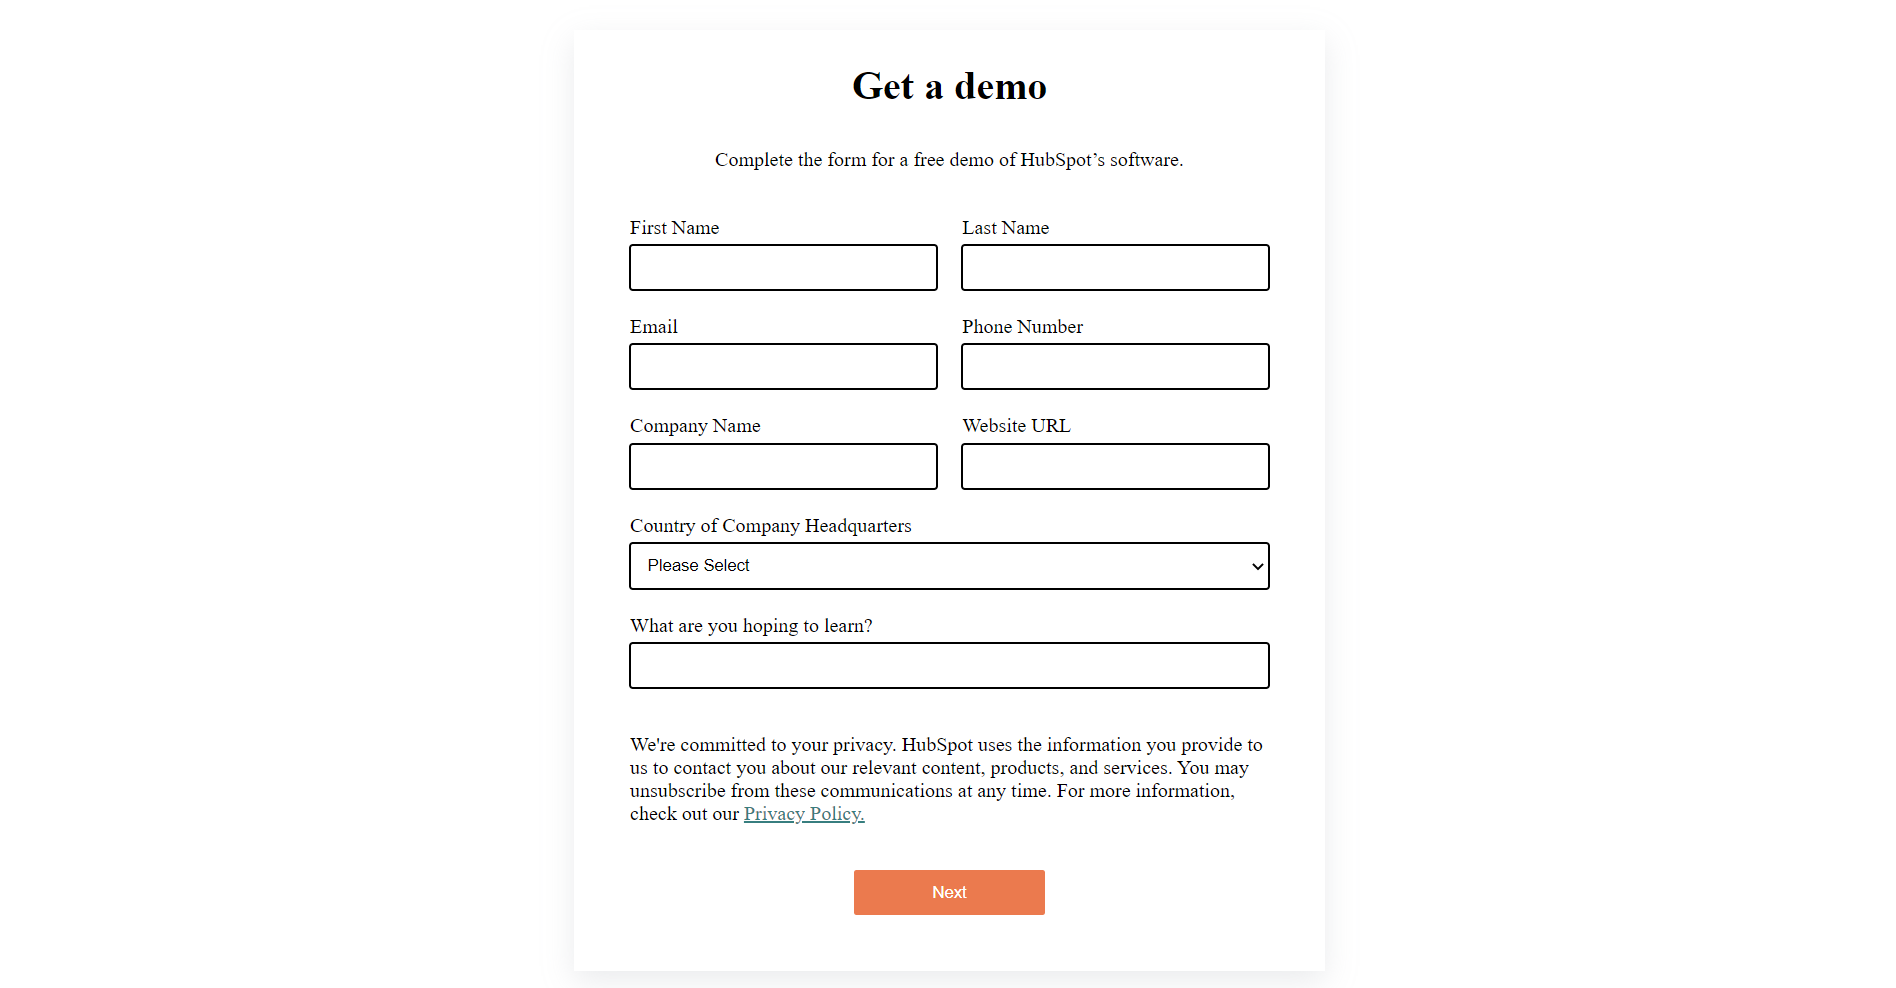 Get a demo
Complete the form for a free demo of HubSpot’s software.
First Name
Last Name
Email
Phone Number
Company Name
Website URL
Country of Company Headquarters
Please Select
What are you hoping to learn?
We're committed to your privacy. HubSpot uses the information you provide to
us to contact you about our relevant content, products, and services. You may
unsubscribe from these communications at any time. For more information,
check out our Privacy Policy.
Next